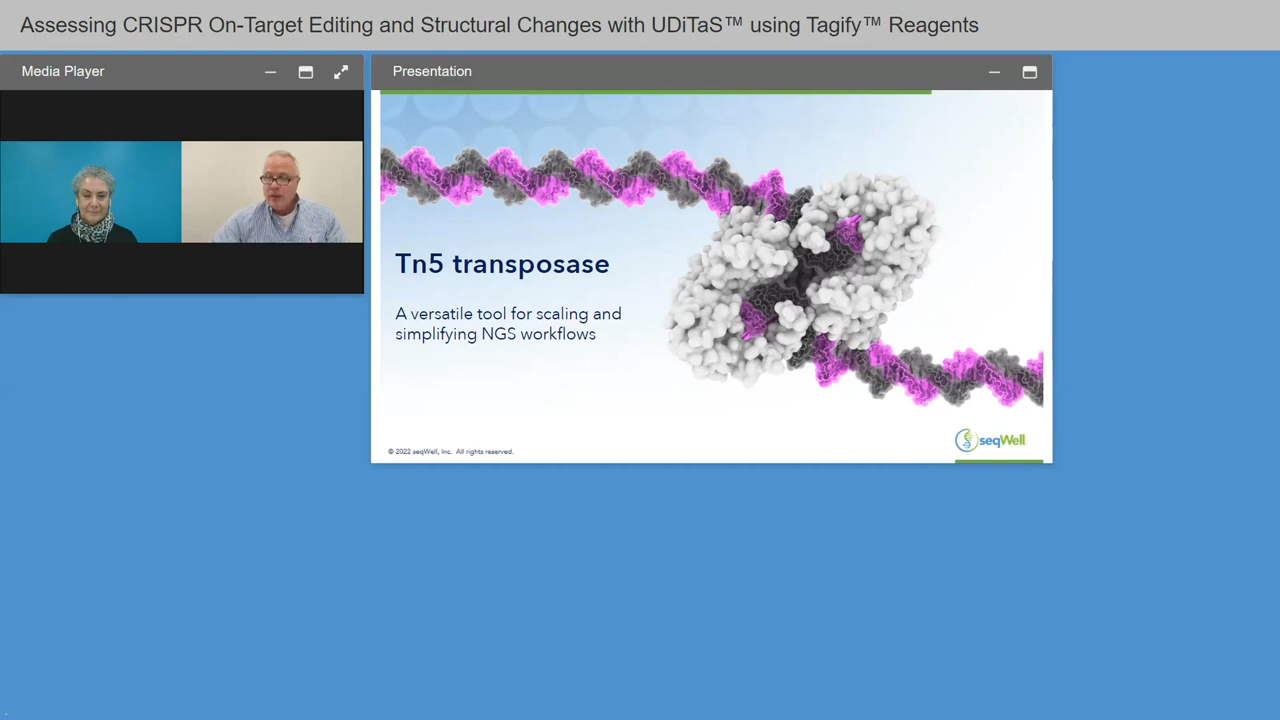 Assessing CRISPR On-Target Editing and Structural Changes with UDiTaS™ using Tagify™ Reagents
Media Player
Presentation
Tn5 transposase
A versatile tool for scaling and
simplifying NGS workflows
seqWell
© 2022 seqWell, Inc. All rights reserved.